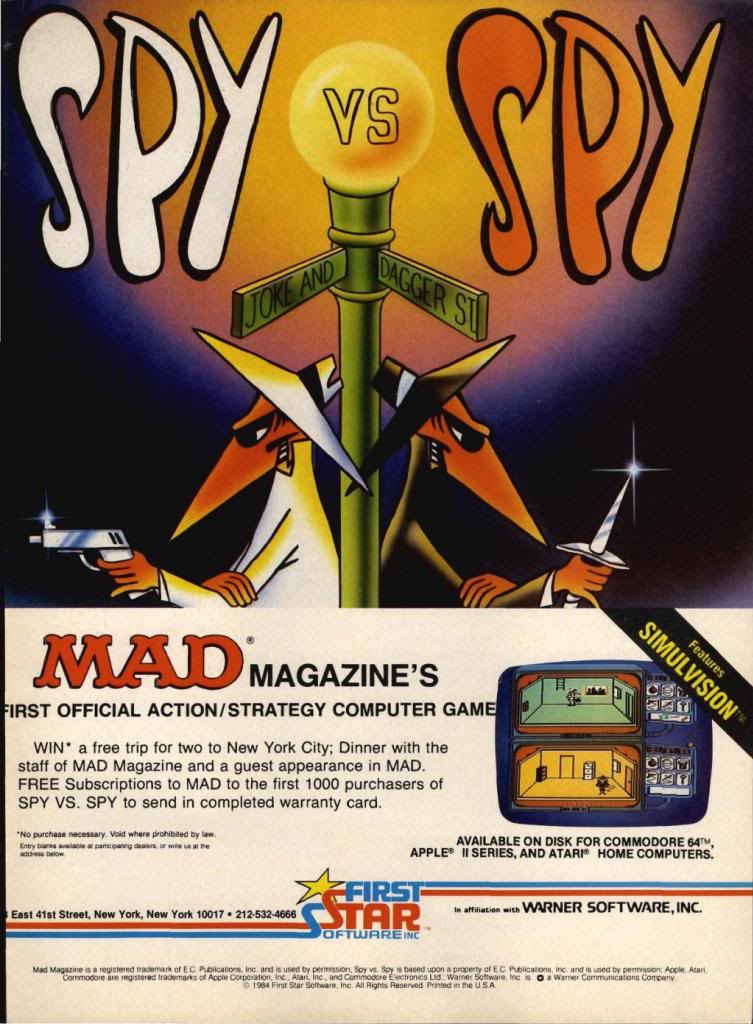 SPY VS SPY
JOKE AND DAGGER ST.
MAD® MAGAZINE'S
FIRST OFFICIAL ACTION/STRATEGY COMPUTER GAME
Features
SIMULVISION™
WIN* a free trip for two to New York City; Dinner with the
staff of MAD Magazine and a guest appearance in MAD.
FREE Subscriptions to MAD to the first 1000 purchasers of
SPY VS. SPY to send in completed warranty card.
*No purchase necessary. Void where prohibited by law.
Entry blanks available at participating dealers, or write us at the
address below.
AVAILABLE ON DISK FOR COMMODORE 64™,
APPLE® II SERIES, AND ATARI® HOME COMPUTERS.
East 41st Street, New York, New York 10017 • 212-532-4666
FIRST
STAR
SOFTWARE INC™
In affiliation with WARNER SOFTWARE, INC.
Mad Magazine is a registered trademark of E.C. Publications, Inc. and is used by permission; Spy vs. Spy is based upon a property of E.C. Publications, Inc. and is used by permission; Apple, Atari,
Commodore are registered trademarks of Apple Corporation, Inc., Atari, Inc., and Commodore Electronics Ltd.; Warner Software, Inc. is a Warner Communications Company.
© 1984 First Star Software, Inc. All Rights Reserved. Printed in the U.S.A.